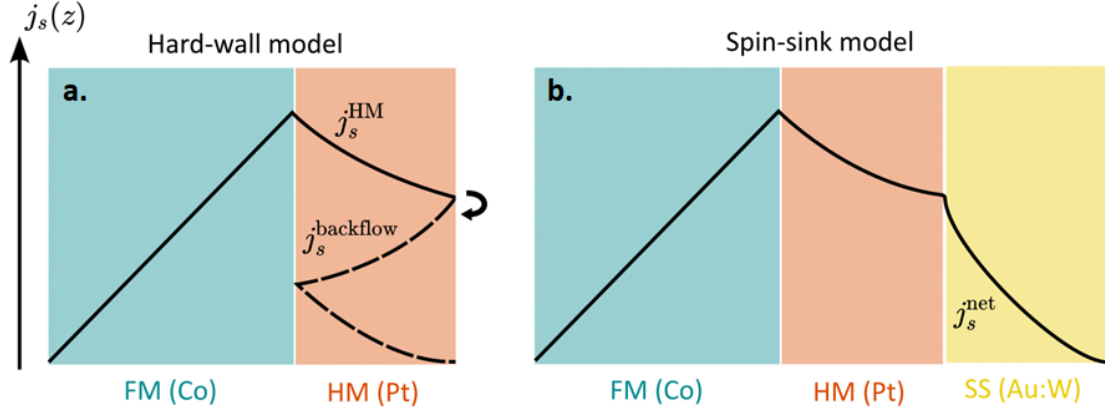 j_s(z)
Hard-wall model
Spin-sink model
a.
b.
j_s^HM
j_s^backflow
j_s^net
FM (Co)
HM (Pt)
FM (Co)
HM (Pt)
SS (Au:W)